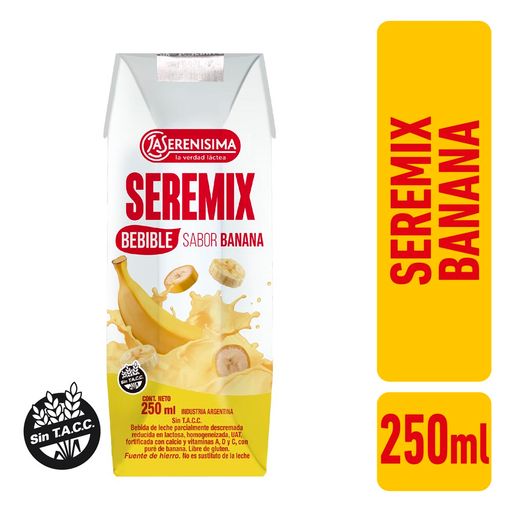 LA SERENISIMA
la verdad láctea
SEREMIX
BEBIBLE SABOR BANANA
Sin T.A.C.C.
CONT. NETO
250 ml INDUSTRIA ARGENTINA
Sin T.A.C.C.
Bebida de leche parcialmente descremada
reducida en lactosa, homogeneizada, UAT,
fortificada con calcio y vitaminas A, D y C, con
puré de banana. Libre de gluten.
Fuente de hierro. No es sustituto de la leche
Sin T.A.C.C.
SEREMIX
BANANA
250ml